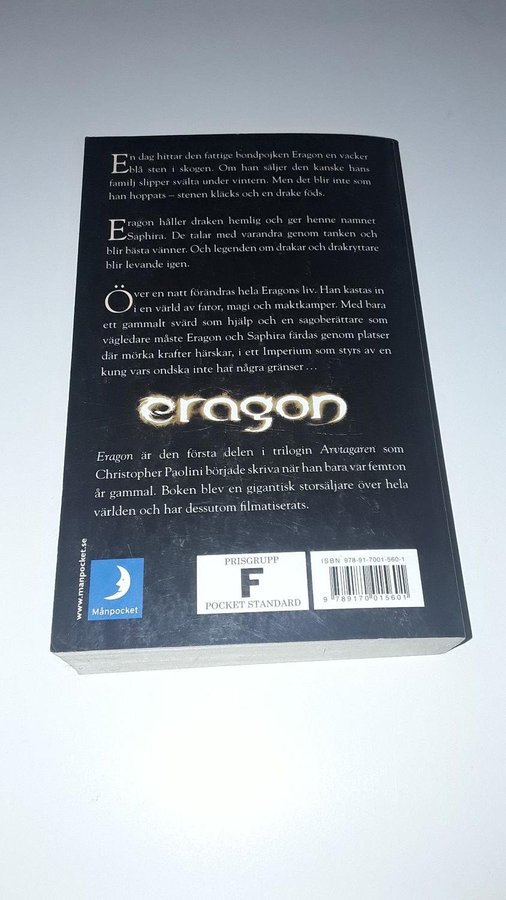 En dag hittar den fattige bondpojken Eragon en vacker
blå sten i skogen. Om han säljer den kanske hans
familj slipper svälta under vintern. Men det blir inte som
han hoppats – stenen kläcks och en drake föds.
Eragon håller draken hemlig och ger henne namnet
Saphira. De talar med varandra genom tanken och
blir bästa vänner. Och legenden om drakar och drakryttare
blir levande igen.
Över en natt förändras hela Eragons liv. Han kastas in
i en värld av faror, magi och maktkamper. Med bara
ett gammalt svärd som hjälp och en sagoberättare som
vägledare måste Eragon och Saphira färdas genom platser
där mörka krafter härskar, i ett Imperium som styrs av en
kung vars ondska inte har några gränser…
eragon
Eragon är den första delen i trilogin Arvtagaren som
Christopher Paolini började skriva när han bara var femton
år gammal. Boken blev en gigantisk storsäljare över hela
världen och har dessutom filmatiserats.
www.manpocket.se
Månpocket
PRISGRUPP
F
POCKET STANDARD
ISBN 978-91-7001-560-1
9 789170 015601